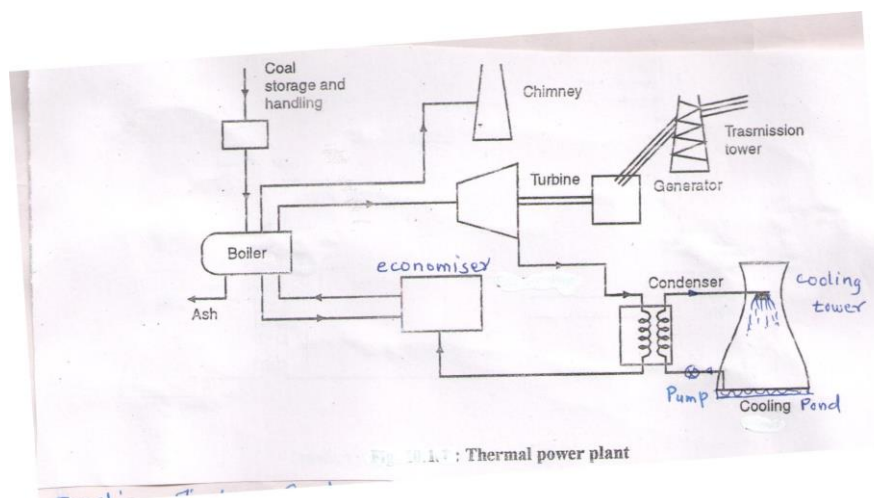 Coal
storage and
handling
Chimney
Trasmission
tower
Turbine
Generator
Boiler
economiser
Condenser
cooling
tower
Ash
Pump
Cooling Pond
: Thermal power plant